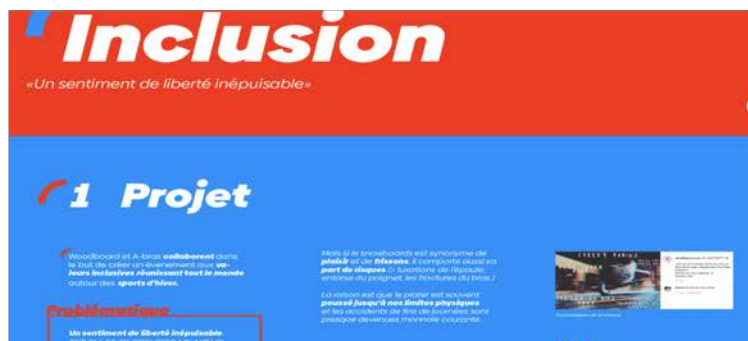 Inclusion
«Un sentiment de liberté inépuisable»
1 Projet
Woodboard et A-bras collaborent dans
le but de créer un évenement aux va-
leurs inclusives réunissant tout le monde
autour des sports d'hiver.
Problématique
Un sentiment de liberté inépuisable
Mais si le snowboards est synonyme de
plaisir et de frissons, il comporte aussi sa
part de risques (> luxations de l'épaule,
entorse du poignet, les fractures du bras.)
La raison est que le plaisir est souvent
poussé jusqu'à nos limites physiques
et les accidents de fins de journées sont
presque devenues monnaie courante.